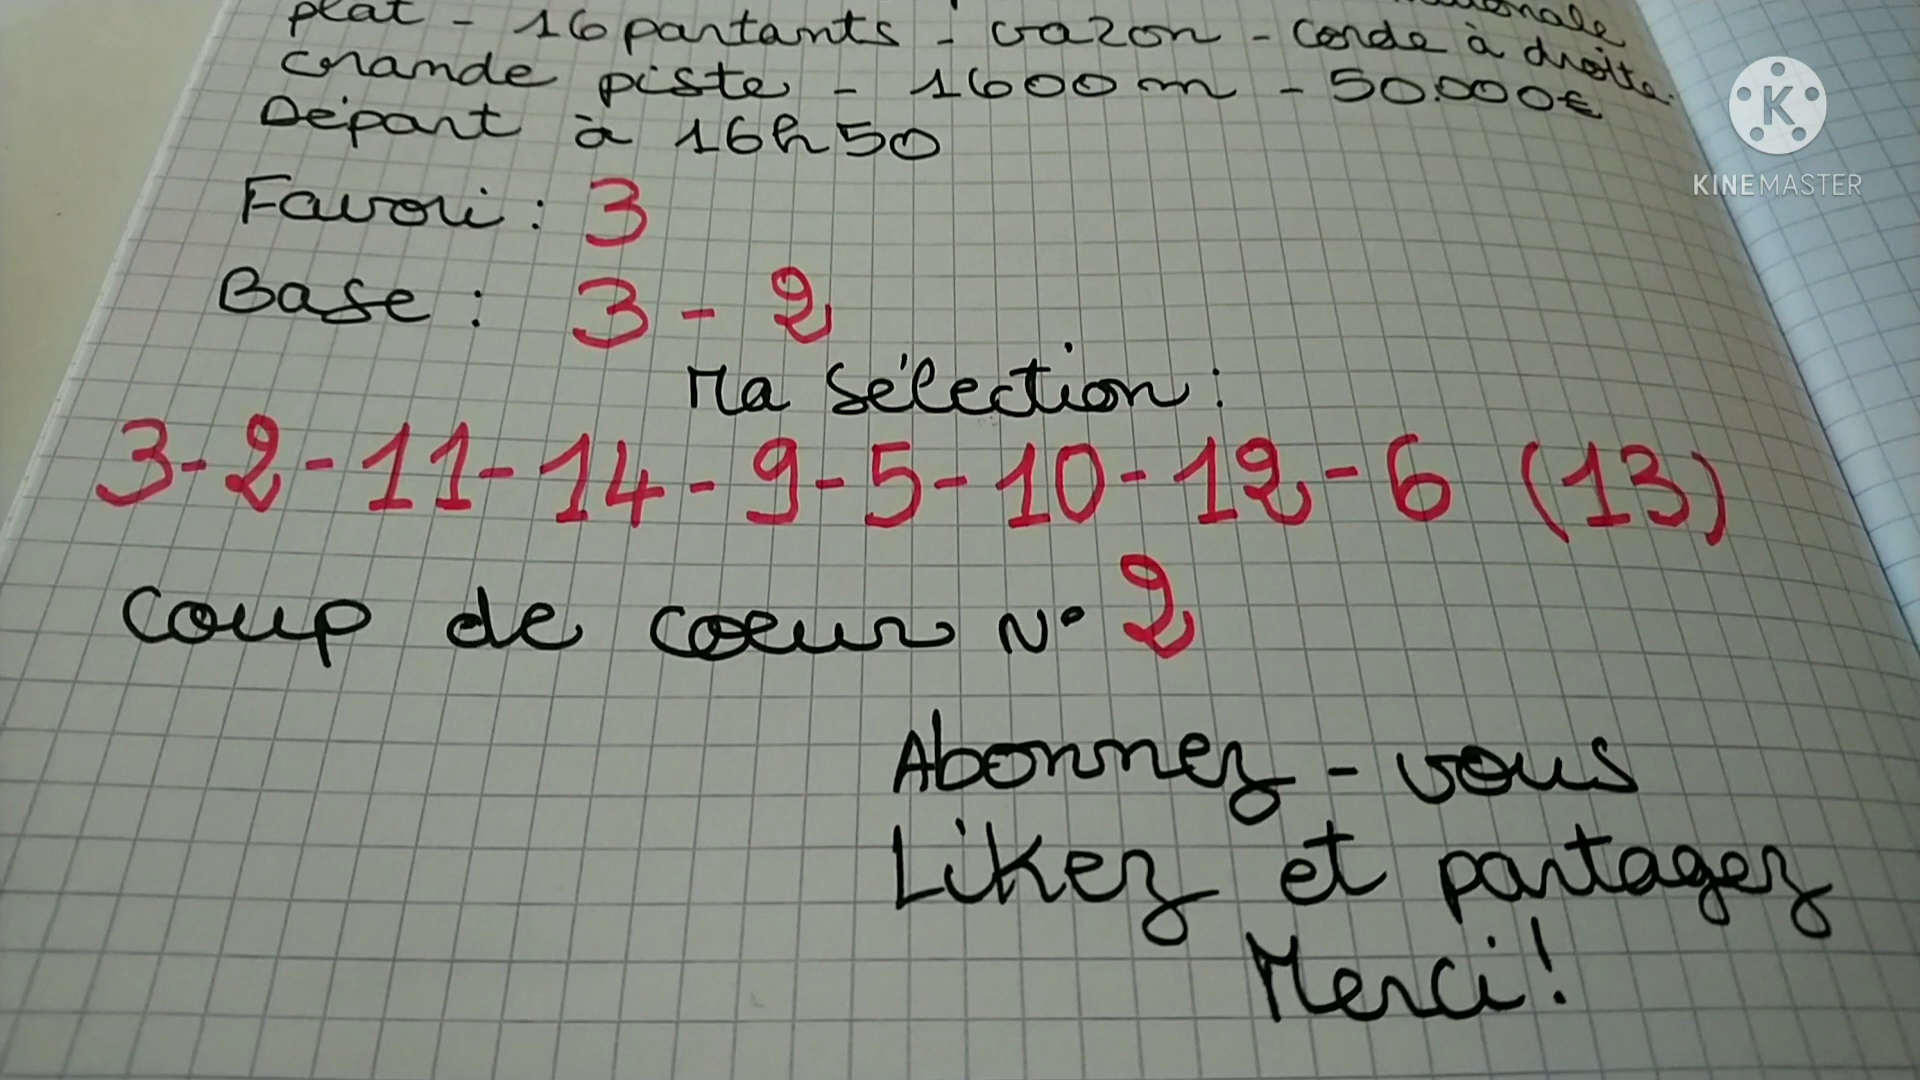 plat - 16 partants - gazon - corde à droite
Grande piste - 1600m - 50.000€
Départ à 16h50
Favori : 3
Base : 3 - 2
Ma sélection :
3-2-11-14-9-5-10-12-6 (13)
Coup de cœur N° 2
Abonnez-vous
Likez et partagez
Merci !
KINEMASTER